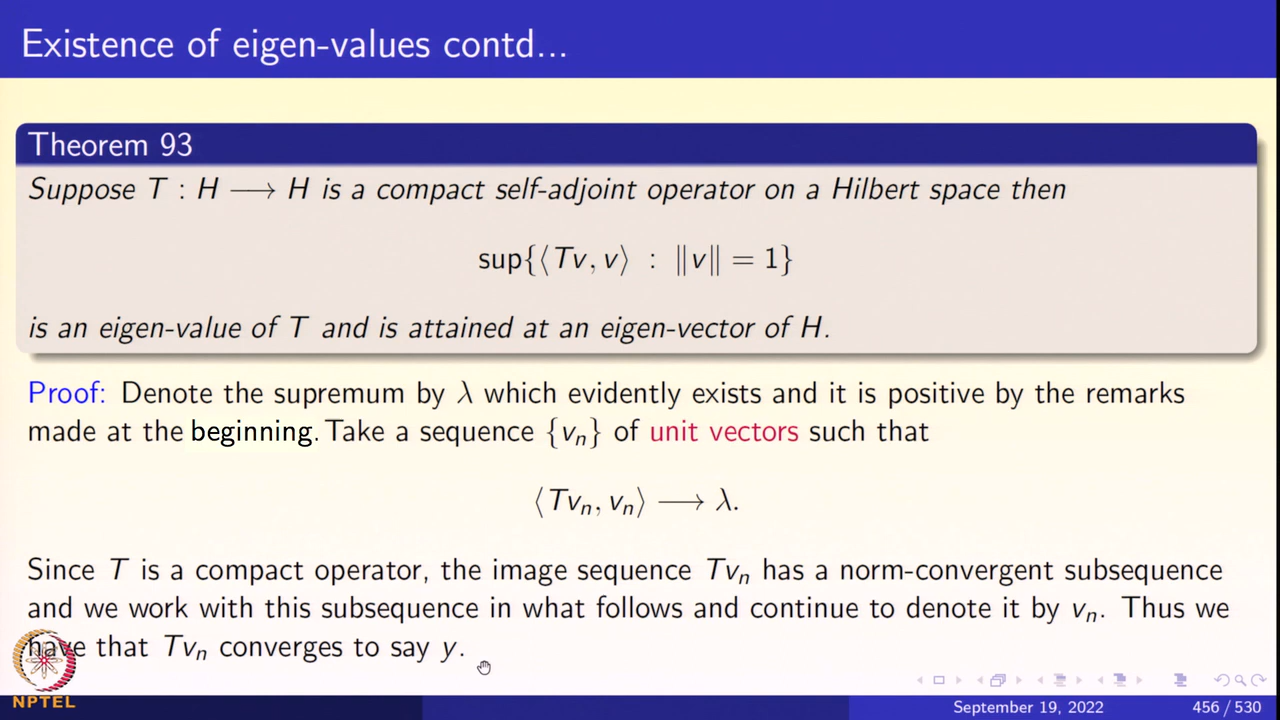 Existence of eigen-values contd...
Theorem 93
Suppose T : H ⟶ H is a compact self-adjoint operator on a Hilbert space then
sup{⟨Tv, v⟩ : ‖v‖ = 1}
is an eigen-value of T and is attained at an eigen-vector of H.
Proof: Denote the supremum by λ which evidently exists and it is positive by the remarks
made at the beginning. Take a sequence {vₙ} of unit vectors such that
⟨Tvₙ, vₙ⟩ ⟶ λ.
Since T is a compact operator, the image sequence Tvₙ has a norm-convergent subsequence
and we work with this subsequence in what follows and continue to denote it by vₙ. Thus we
have that Tvₙ converges to say y.
NPTEL
September 19, 2022 456 / 530